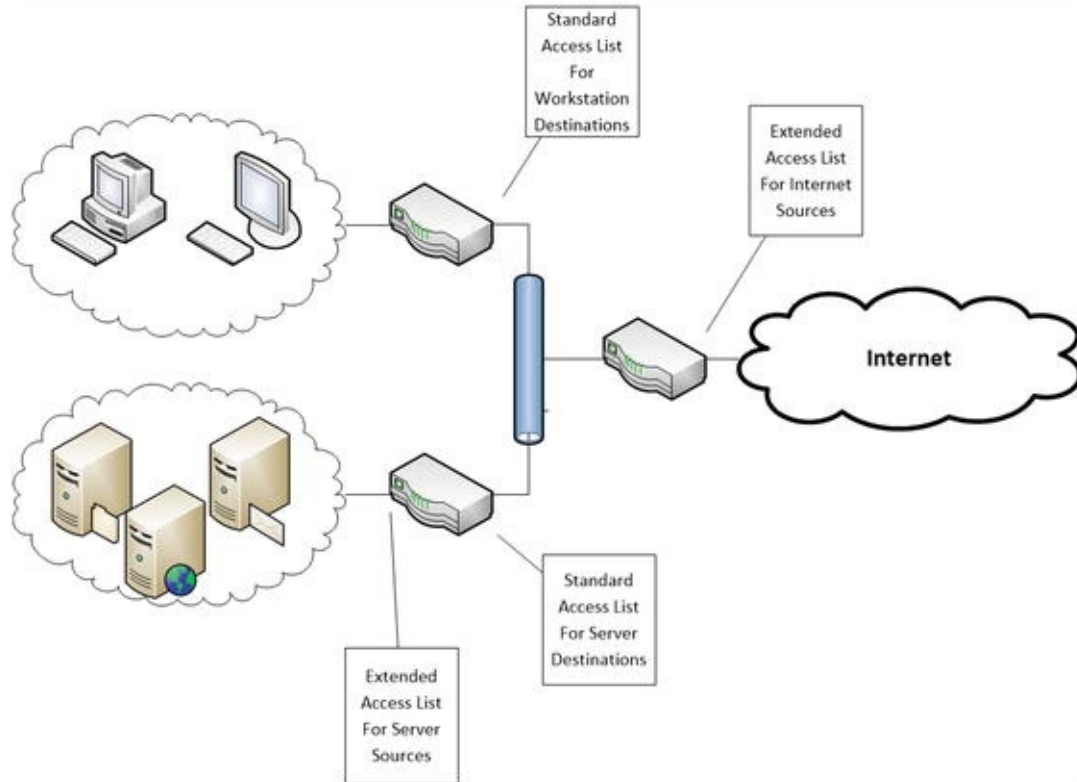 Standard
Access List
For
Workstation
Destinations
Extended
Access List
For Internet
Sources
Internet
Standard
Access List
For Server
Destinations
Extended
Access List
For Server
Sources